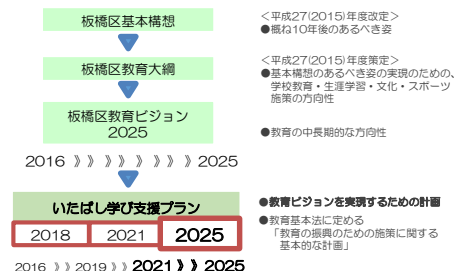 板橋区基本構想
＜平成27(2015)年度改定＞
●概ね10年後のあるべき姿
板橋区教育大綱
＜平成27(2015)年度策定＞
●基本構想のあるべき姿の実現のための、
学校教育・生涯学習・文化・スポーツ
施策の方向性
板橋区教育ビジョン
2025
●教育の中長期的な方向性
2016 》》》》》》》》》2025
いたばし学び支援プラン
●教育ビジョンを実現するための計画
2018
2021
2025
●教育基本法に定める
「教育の振興のための施策に関する
基本的な計画」
2016 》》2019 》》2021 》》2025